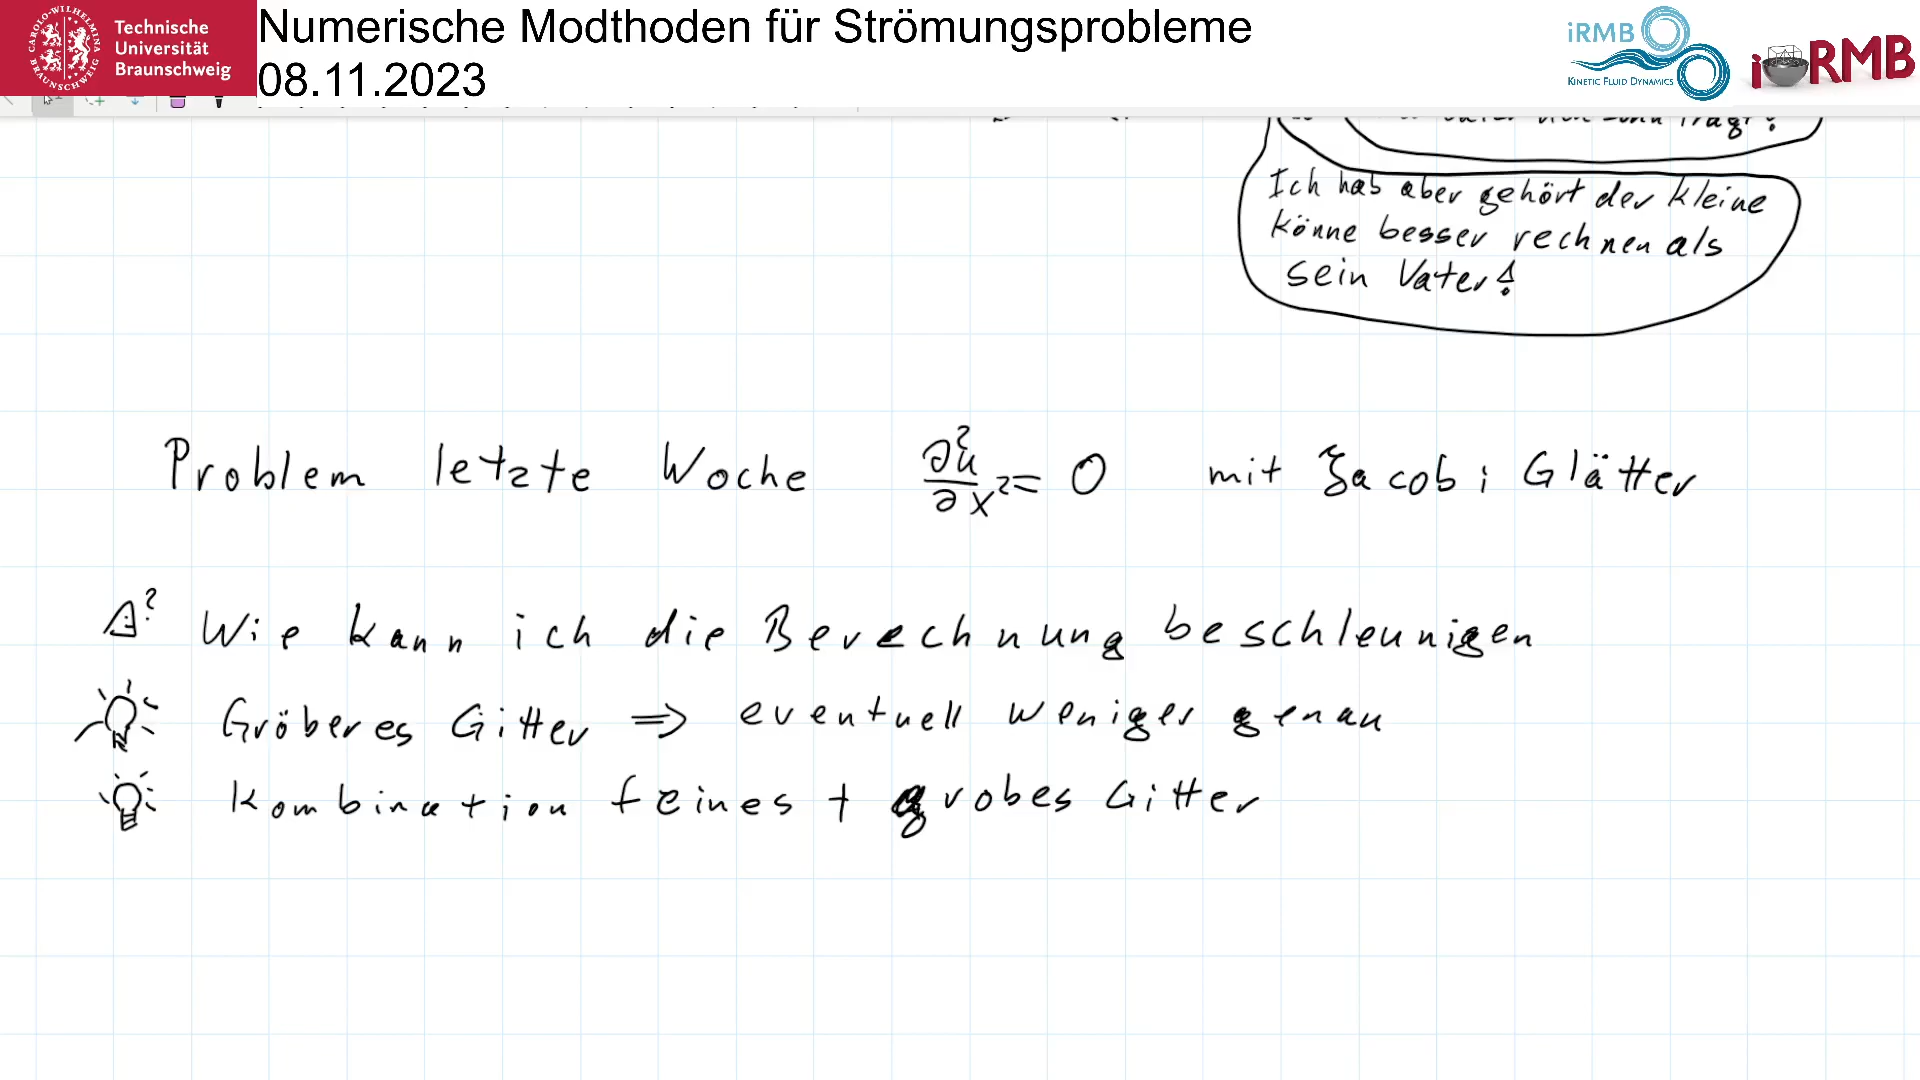 Technische
Universität
Braunschweig
Numerische Modthoden für Strömungsprobleme
08.11.2023
iRMB
KINETIC FLUID DYNAMICS
iRMB
Ich hab aber gehört der kleine
könne besser rechnen als
sein Vater!
Problem letzte Woche ∂²u/∂x² = 0 mit Jacobi Glätter
Wie kann ich die Berechnung beschleunigen
Gröberes Gitter ⇒ eventuell weniger genau
Kombination feines + grobes Gitter